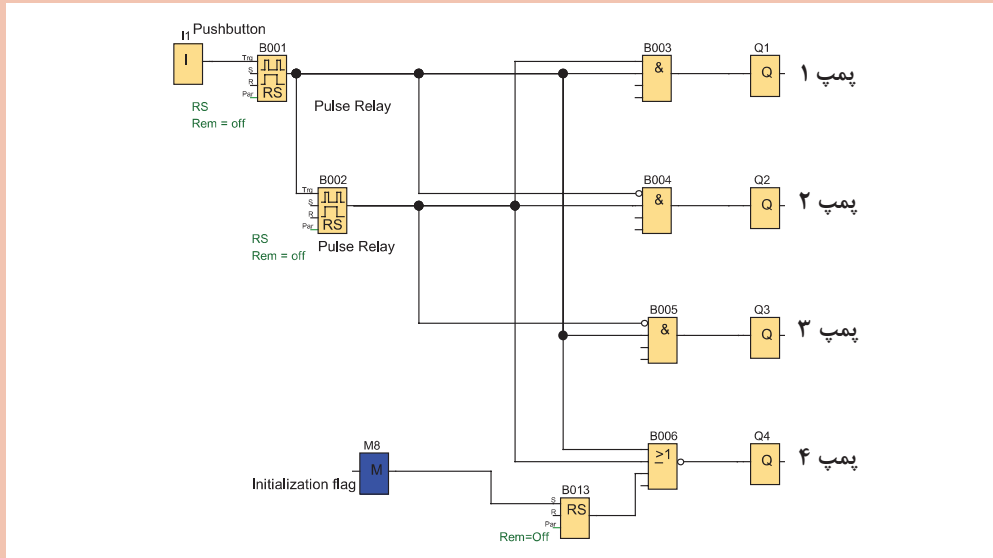 I1 Pushbutton
I
B001
Trg
S
R
Par
RS
RS
Rem = off
Pulse Relay
B002
Trg
S
R
Par
RS
RS
Rem = off
Pulse Relay
B003
&
Q1
Q
پمپ ۱
B004
&
Q2
Q
پمپ ۲
B005
&
Q3
Q
پمپ ۳
B006
≥1
Q4
Q
پمپ ۴
M8
M
Initialization flag
B013
S
R
Par
RS
Rem=Off